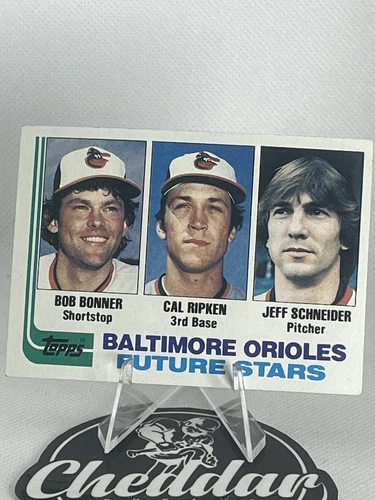 BOB BONNER
Shortstop
CAL RIPKEN
3rd Base
JEFF SCHNEIDER
Pitcher
Topps
BALTIMORE ORIOLES
FUTURE STARS
Cheddar